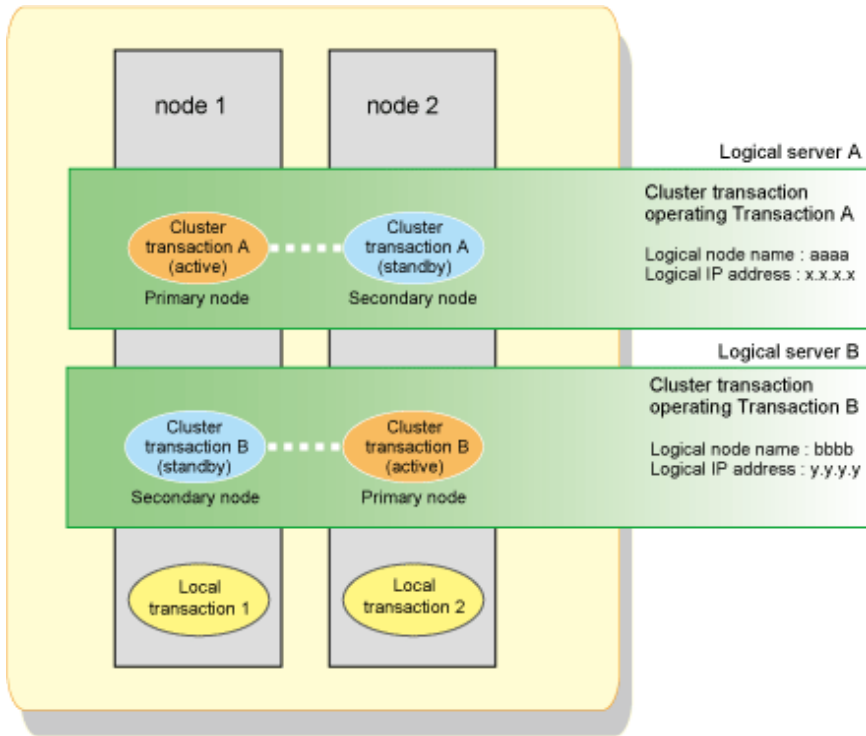 node 1
node 2
Logical server A
Cluster transaction A (active)
Primary node
Cluster transaction A (standby)
Secondary node
Cluster transaction
operating Transaction A
Logical node name : aaaa
Logical IP address : x.x.x.x
Logical server B
Cluster transaction B (standby)
Secondary node
Cluster transaction B (active)
Primary node
Cluster transaction
operating Transaction B
Logical node name : bbbb
Logical IP address : y.y.y.y
Local transaction 1
Local transaction 2